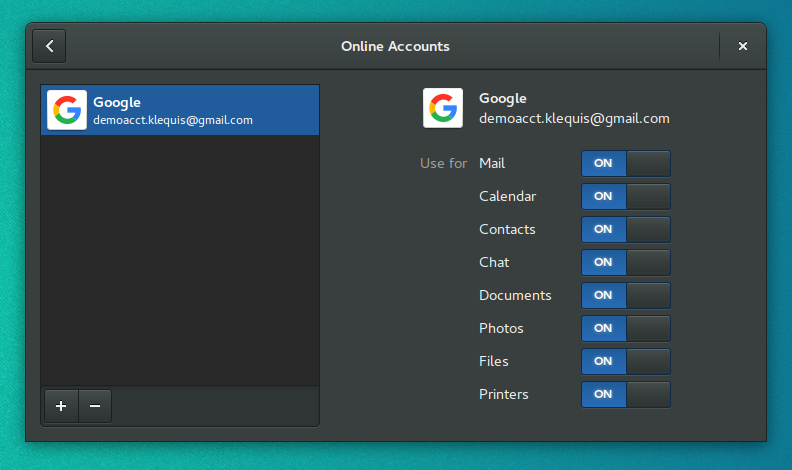 Online Accounts
Google
demoacct.klequis@gmail.com
Google
demoacct.klequis@gmail.com
Use for Mail ON
Calendar ON
Contacts ON
Chat ON
Documents ON
Photos ON
Files ON
Printers ON